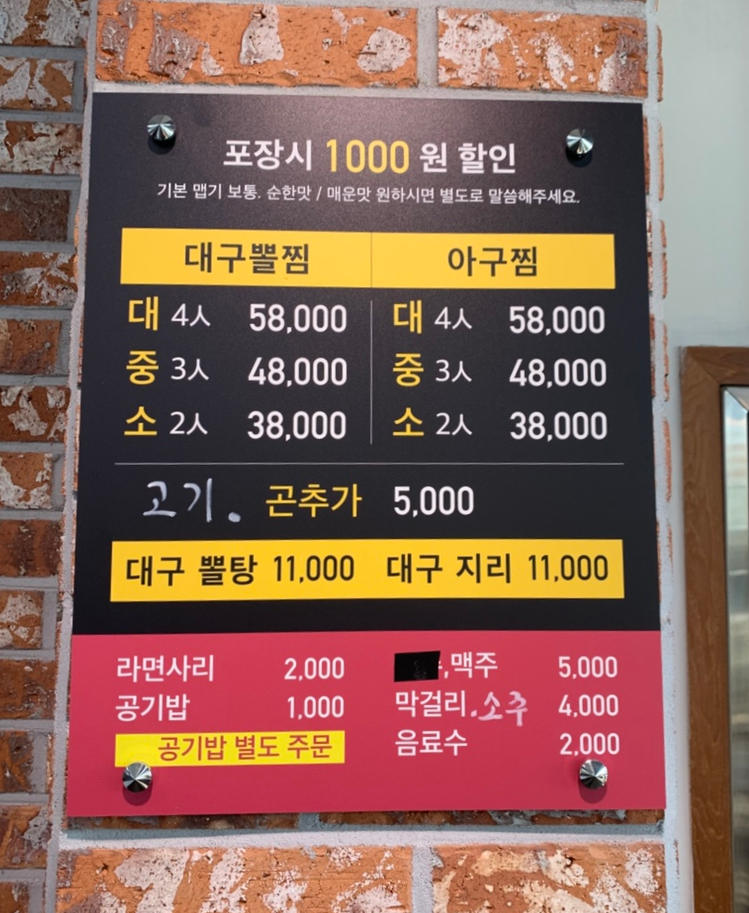 포장시 1000원 할인
기본 맵기 보통. 순한맛 / 매운맛 원하시면 별도로 말씀해주세요.
대구뽈찜 아구찜
대 4人 58,000 대 4人 58,000
중 3人 48,000 중 3人 48,000
소 2人 38,000 소 2人 38,000
고기. 곤추가 5,000
대구 뽈탕 11,000 대구 지리 11,000
라면사리 2,000 ,맥주 5,000
공기밥 1,000 막걸리.소주 4,000
공기밥 별도 주문 음료수 2,000